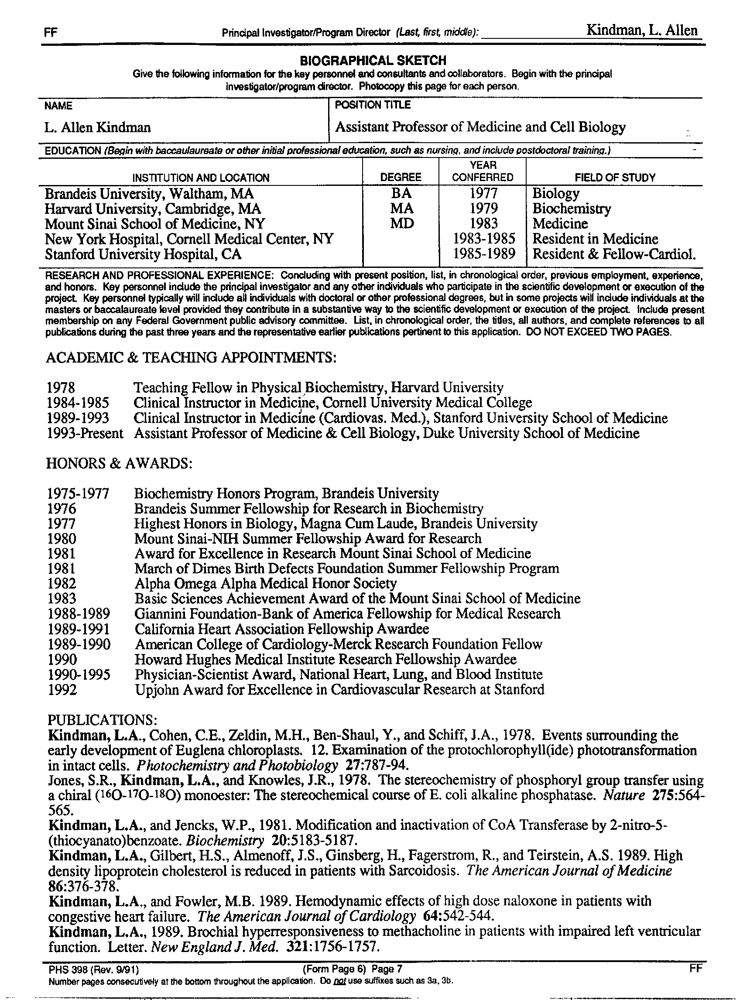 FF Principal Investigator/Program Director (Last, first, middle): Kindman, L. Allen
BIOGRAPHICAL SKETCH
Give the following information for the key personnel and consultants and collaborators. Begin with the principal
investigator/program director. Photocopy this page for each person.
NAME POSITION TITLE
L. Allen Kindman Assistant Professor of Medicine and Cell Biology
EDUCATION (Begin with baccaulaureate or other initial professional education, such as nursing, and include postdoctoral training.)
INSTITUTION AND LOCATION DEGREE YEAR CONFERRED FIELD OF STUDY
Brandeis University, Waltham, MA BA 1977 Biology
Harvard University, Cambridge, MA MA 1979 Biochemistry
Mount Sinai School of Medicine, NY MD 1983 Medicine
New York Hospital, Cornell Medical Center, NY 1983-1985 Resident in Medicine
Stanford University Hospital, CA 1985-1989 Resident & Fellow-Cardiol.
RESEARCH AND PROFESSIONAL EXPERIENCE: Concluding with present position, list, in chronological order, previous employment, experience,
and honors. Key personnel include the principal investigator and any other individuals who participate in the scientific development or execution of the
project. Key personnel typically will include all individuals with doctoral or other professional degrees, but in some projects will include individuals at the
masters or baccalaureate level provided they contribute in a substantive way to the scientific development or execution of the project. Include present
membership on any Federal Government public advisory committee. List, in chronological order, the titles, all authors, and complete references to all
publications during the past three years and the representative earlier publications pertinent to this application. DO NOT EXCEED TWO PAGES.
ACADEMIC & TEACHING APPOINTMENTS:
1978 Teaching Fellow in Physical Biochemistry, Harvard University
1984-1985 Clinical Instructor in Medicine, Cornell University Medical College
1989-1993 Clinical Instructor in Medicine (Cardiovas. Med.), Stanford University School of Medicine
1993-Present Assistant Professor of Medicine & Cell Biology, Duke University School of Medicine
HONORS & AWARDS:
1975-1977 Biochemistry Honors Program, Brandeis University
1976 Brandeis Summer Fellowship for Research in Biochemistry
1977 Highest Honors in Biology, Magna Cum Laude, Brandeis University
1980 Mount Sinai-NIH Summer Fellowship Award for Research
1981 Award for Excellence in Research Mount Sinai School of Medicine
1981 March of Dimes Birth Defects Foundation Summer Fellowship Program
1982 Alpha Omega Alpha Medical Honor Society
1983 Basic Sciences Achievement Award of the Mount Sinai School of Medicine
1988-1989 Giannini Foundation-Bank of America Fellowship for Medical Research
1989-1991 California Heart Association Fellowship Awardee
1989-1990 American College of Cardiology-Merck Research Foundation Fellow
1990 Howard Hughes Medical Institute Research Fellowship Awardee
1990-1995 Physician-Scientist Award, National Heart, Lung, and Blood Institute
1992 Upjohn Award for Excellence in Cardiovascular Research at Stanford
PUBLICATIONS:
Kindman, L.A., Cohen, C.E., Zeldin, M.H., Ben-Shaul, Y., and Schiff, J.A., 1978. Events surrounding the
early development of Euglena chloroplasts. 12. Examination of the protochlorophyll(ide) phototransformation
in intact cells. Photochemistry and Photobiology 27:787-94.
Jones, S.R., Kindman, L.A., and Knowles, J.R., 1978. The stereochemistry of phosphoryl group transfer using
a chiral (16O-17O-18O) monoester: The stereochemical course of E. coli alkaline phosphatase. Nature 275:564-
565.
Kindman, L.A., and Jencks, W.P., 1981. Modification and inactivation of CoA Transferase by 2-nitro-5-
(thiocyanato)benzoate. Biochemistry 20:5183-5187.
Kindman, L.A., Gilbert, H.S., Almenoff, J.S., Ginsberg, H., Fagerstrom, R., and Teirstein, A.S. 1989. High
density lipoprotein cholesterol is reduced in patients with Sarcoidosis. The American Journal of Medicine
86:376-378.
Kindman, L.A., and Fowler, M.B. 1989. Hemodynamic effects of high dose naloxone in patients with
congestive heart failure. The American Journal of Cardiology 64:542-544.
Kindman, L.A., 1989. Brochial hyperresponsiveness to methacholine in patients with impaired left ventricular
function. Letter. New England J. Med. 321:1756-1757.
PHS 398 (Rev. 9/91) (Form Page 6) Page 7 FF
Number pages consecutively at the bottom throughout the application. Do not use suffixes such as 3a, 3b.